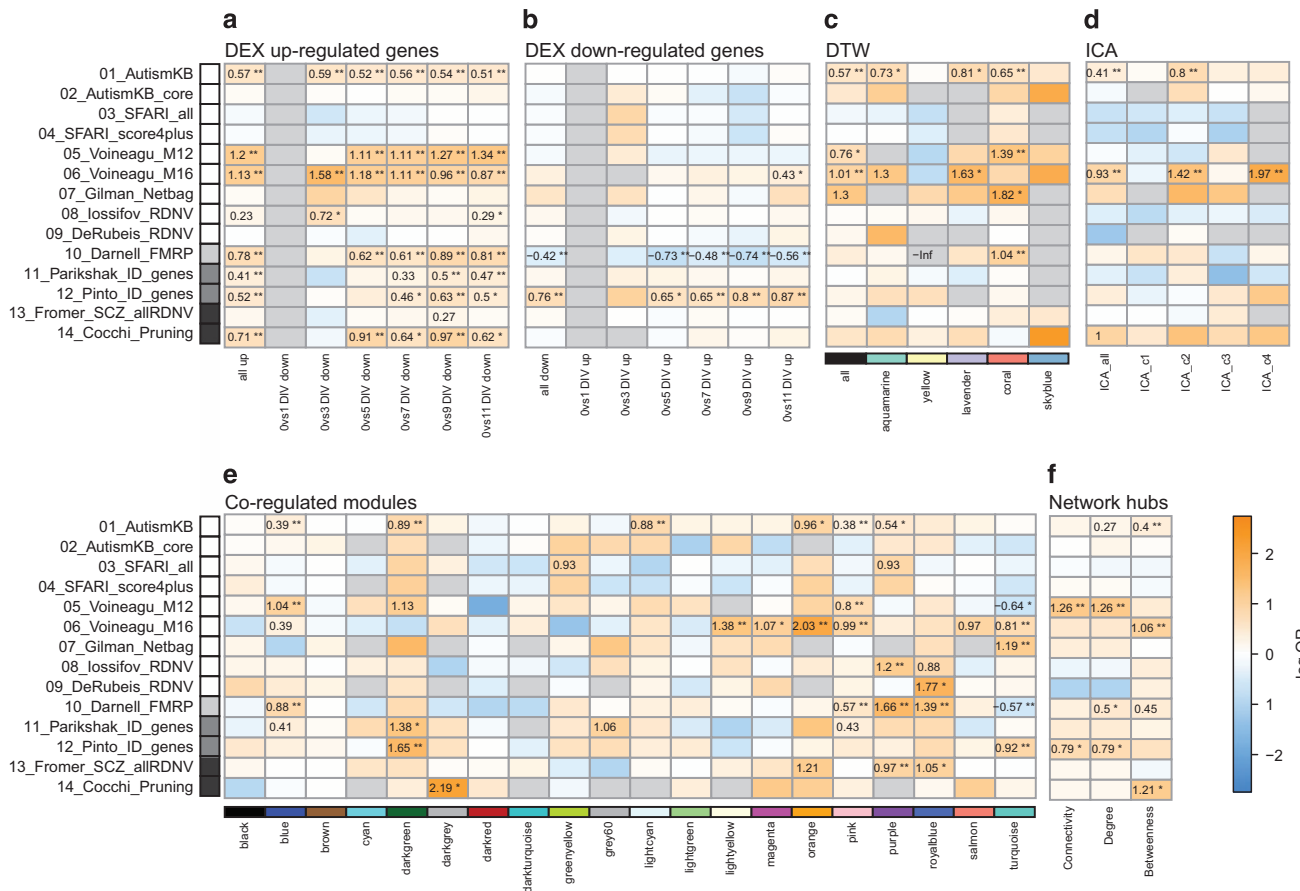 a
DEX up-regulated genes
b
DEX down-regulated genes
c
DTW
d
ICA
01_AutismKB 0.57 ** 0.59 ** 0.52 ** 0.56 ** 0.54 ** 0.51 ** 0.57 ** 0.73 * 0.81 * 0.65 ** 0.41 ** 0.8 **
02_AutismKB_core
03_SFARI_all
04_SFARI_score4plus
05_Voineagu_M12 1.2 ** 1.11 ** 1.11 ** 1.27 ** 1.34 ** 0.76 * 1.39 **
06_Voineagu_M16 1.13 ** 1.58 ** 1.18 ** 1.11 ** 0.96 ** 0.87 ** 0.43 * 1.01 ** 1.3 1.63 * 0.93 ** 1.42 ** 1.97 **
07_Gilman_Netbag 1.3 1.82 *
08_Iossifov_RDNV 0.23 0.72 * 0.29 *
09_DeRubeis_RDNV
10_Darnell_FMRP 0.78 ** 0.62 ** 0.61 ** 0.89 ** 0.81 ** −0.42 ** −0.73 ** −0.48 ** −0.74 ** −0.56 ** −Inf 1.04 **
11_Parikshak_ID_genes 0.41 ** 0.33 0.5 ** 0.47 **
12_Pinto_ID_genes 0.52 ** 0.46 * 0.63 ** 0.5 * 0.76 ** 0.65 * 0.65 ** 0.8 ** 0.87 **
13_Fromer_SCZ_allRDNV 0.27
14_Cocchi_Pruning 0.71 ** 0.91 ** 0.64 * 0.97 ** 0.62 * 1
all up 0vs1 DIV down 0vs3 DIV down 0vs5 DIV down 0vs7 DIV down 0vs9 DIV down 0vs11 DIV down
all down 0vs1 DIV up 0vs3 DIV up 0vs5 DIV up 0vs7 DIV up 0vs9 DIV up 0vs11 DIV up
all aquamarine yellow lavender coral skyblue
ICA_all ICA_c1 ICA_c2 ICA_c3 ICA_c4
e
Co-regulated modules
f
Network hubs
01_AutismKB 0.39 ** 0.89 ** 0.88 ** 0.96 * 0.38 ** 0.54 * 0.27 0.4 **
02_AutismKB_core
03_SFARI_all 0.93 0.93
04_SFARI_score4plus
05_Voineagu_M12 1.04 ** 1.13 0.8 ** −0.64 * 1.26 ** 1.26 **
06_Voineagu_M16 0.39 1.38 ** 1.07 * 2.03 ** 0.99 ** 0.97 0.81 ** 1.06 **
07_Gilman_Netbag 1.19 **
08_Iossifov_RDNV 1.2 ** 0.88
09_DeRubeis_RDNV 1.77 *
10_Darnell_FMRP 0.88 ** 0.57 ** 1.66 ** 1.39 ** −0.57 ** 0.5 * 0.45
11_Parikshak_ID_genes 0.41 1.38 * 1.06 0.43
12_Pinto_ID_genes 1.65 ** 0.92 ** 0.79 * 0.79 *
13_Fromer_SCZ_allRDNV 1.21 0.97 ** 1.05 *
14_Cocchi_Pruning 2.19 * 1.21 *
black blue brown cyan darkgreen darkgrey darkred darkturquoise greenyellow grey60 lightcyan lightgreen lightyellow magenta orange pink purple royalblue salmon turquoise
Connectivity Degree Betweenness
2
1
0
1
−2